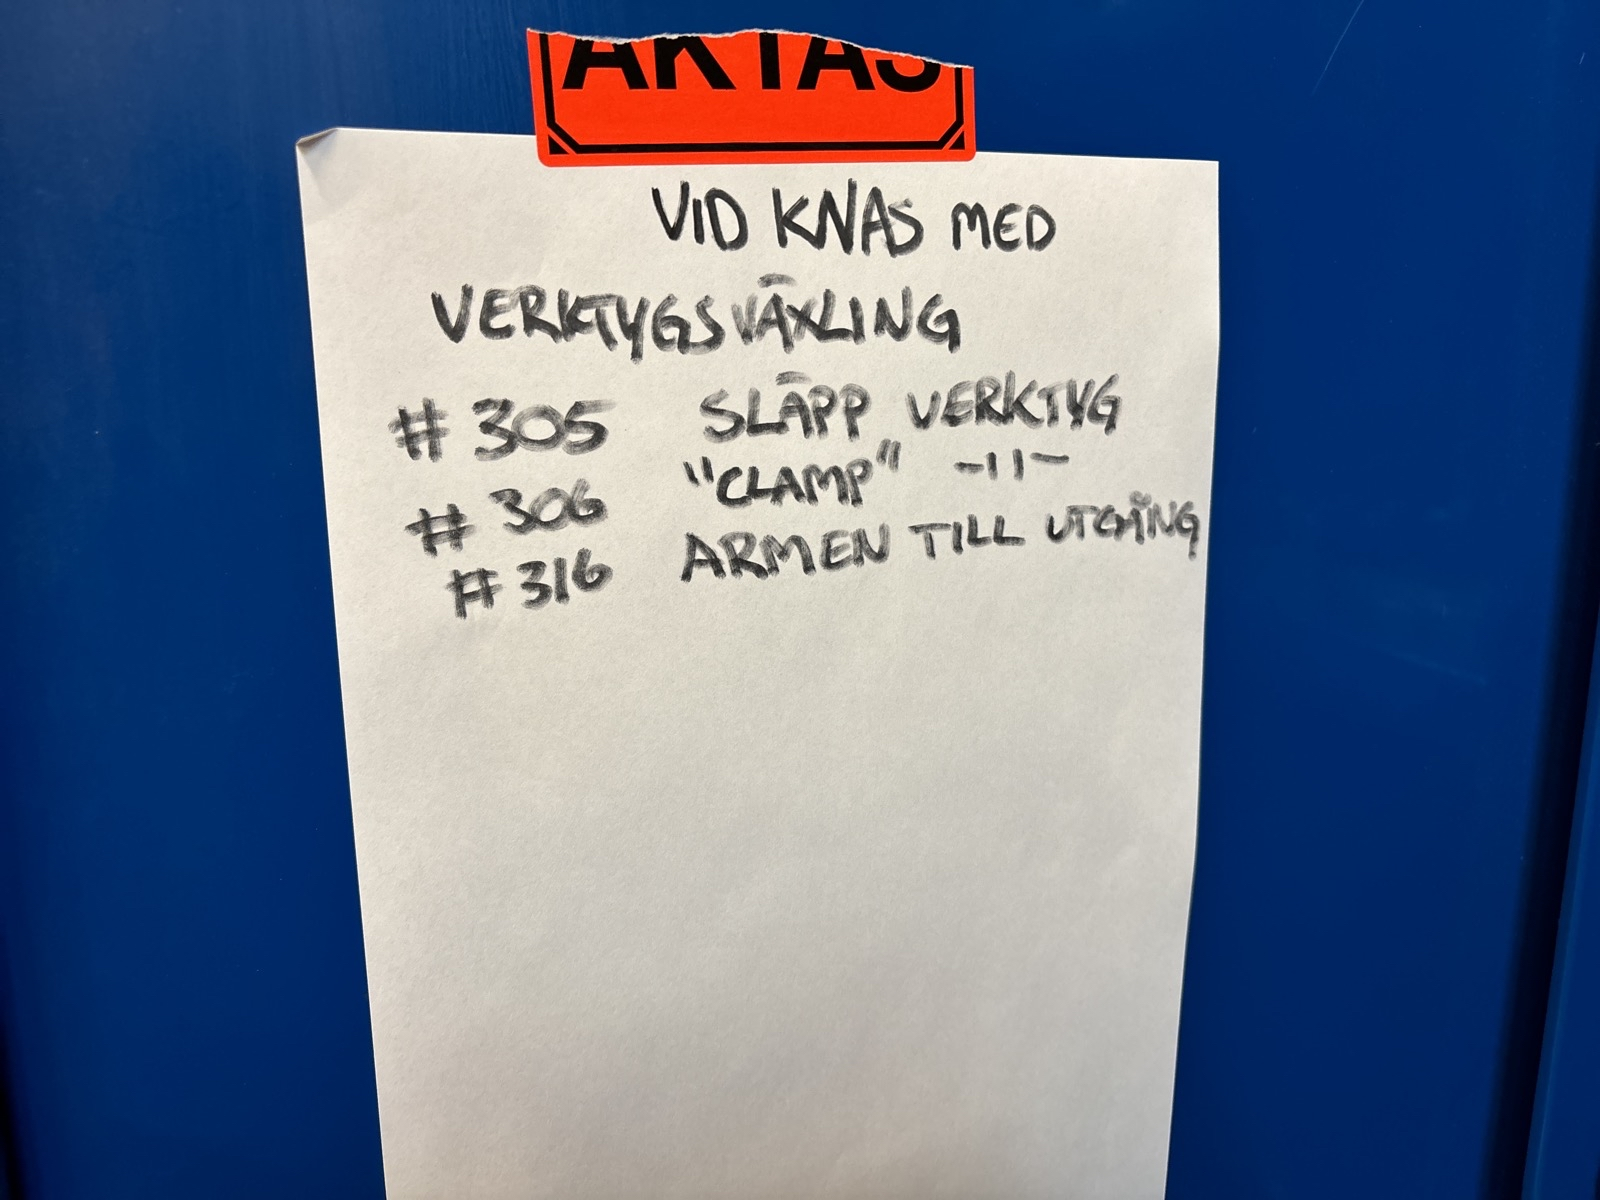 AKTAS
VID KNAS MED
VERKTYGSVÄXLING
#305 SLÄPP VERKTYG
#306 "CLAMP" -11-
#316 ARMEN TILL UTGÅNG